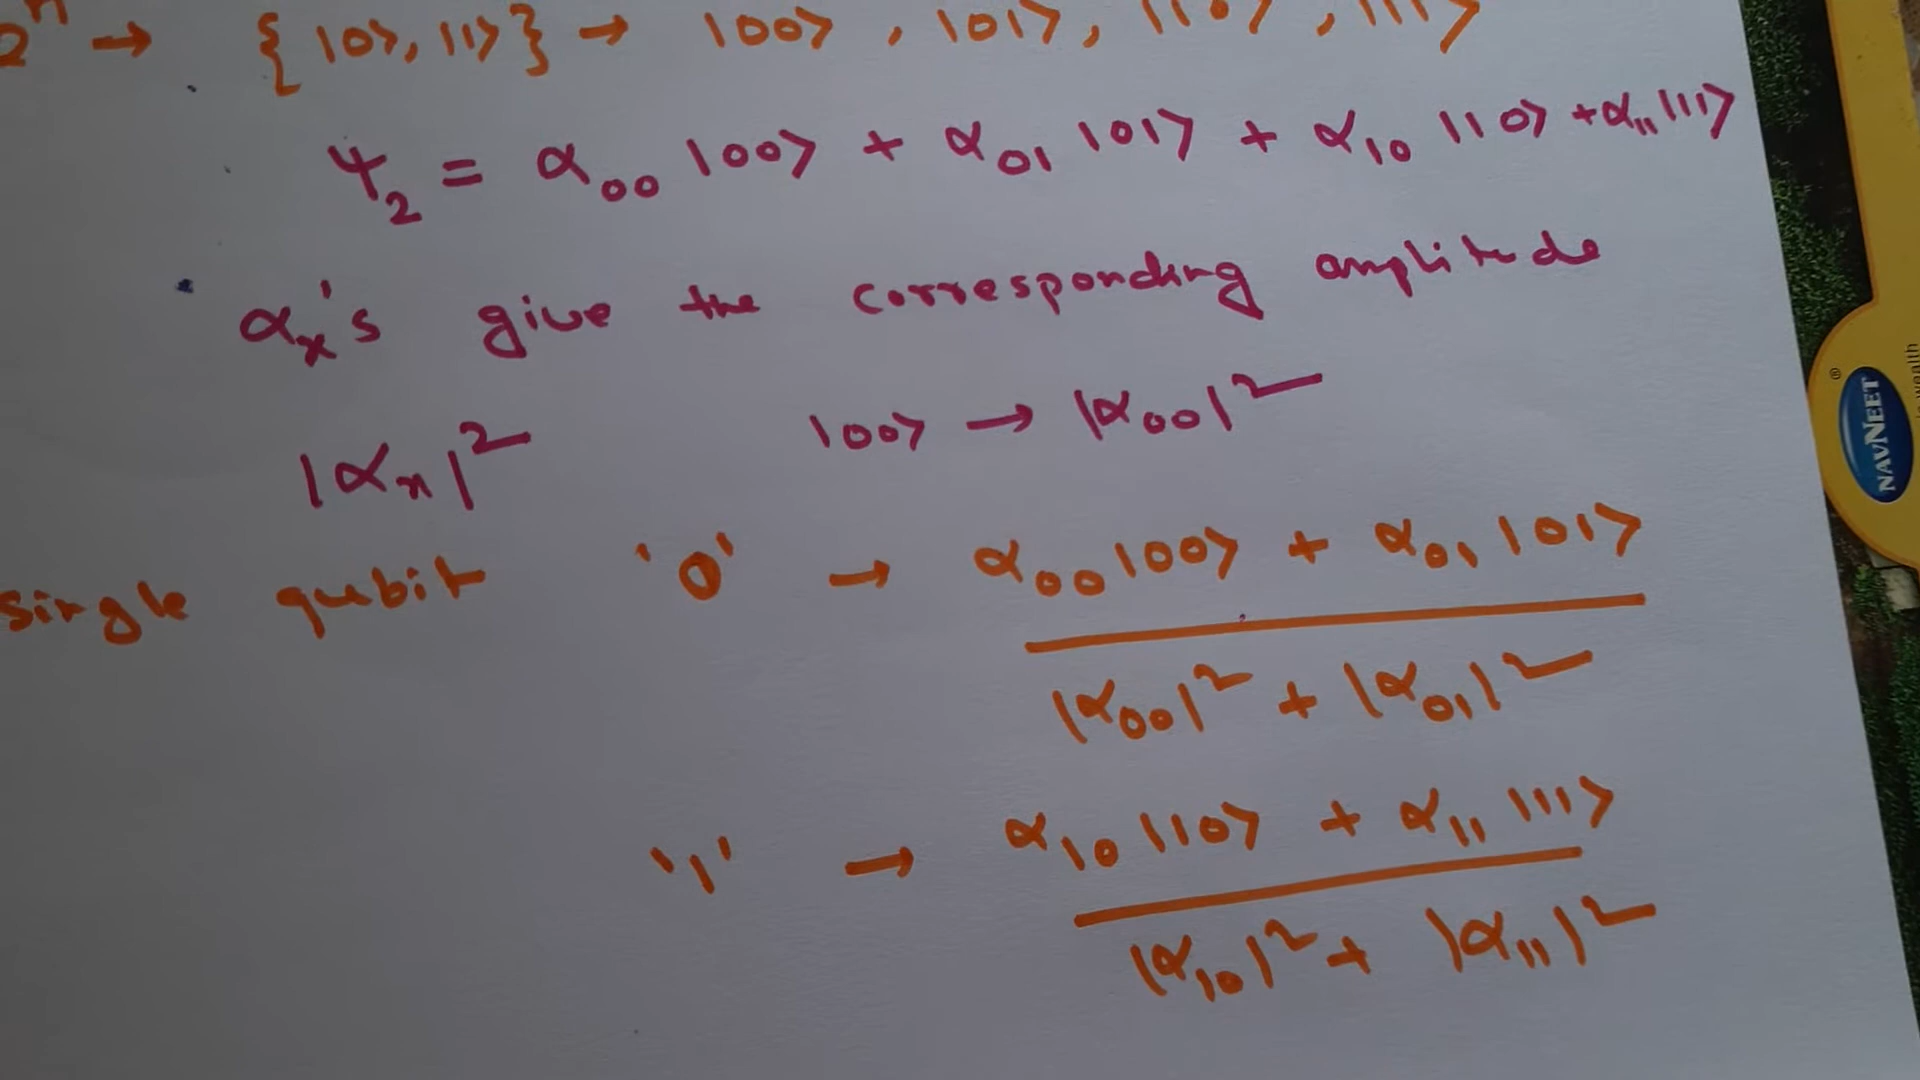 2ⁿ → {|0⟩, |1⟩} → |00⟩, |01⟩, |10⟩, |11⟩
ψ₂ = α₀₀ |00⟩ + α₀₁ |01⟩ + α₁₀ |10⟩ + α₁₁ |11⟩
αₓ's give the corresponding amplitude
|αₓ|² |00⟩ → |α₀₀|²
Single qubit '0' → α₀₀ |00⟩ + α₀₁ |01⟩
|α₀₀|² + |α₀₁|²
'1' → α₁₀ |10⟩ + α₁₁ |11⟩
|α₁₀|² + |α₁₁|²
NAVNEET